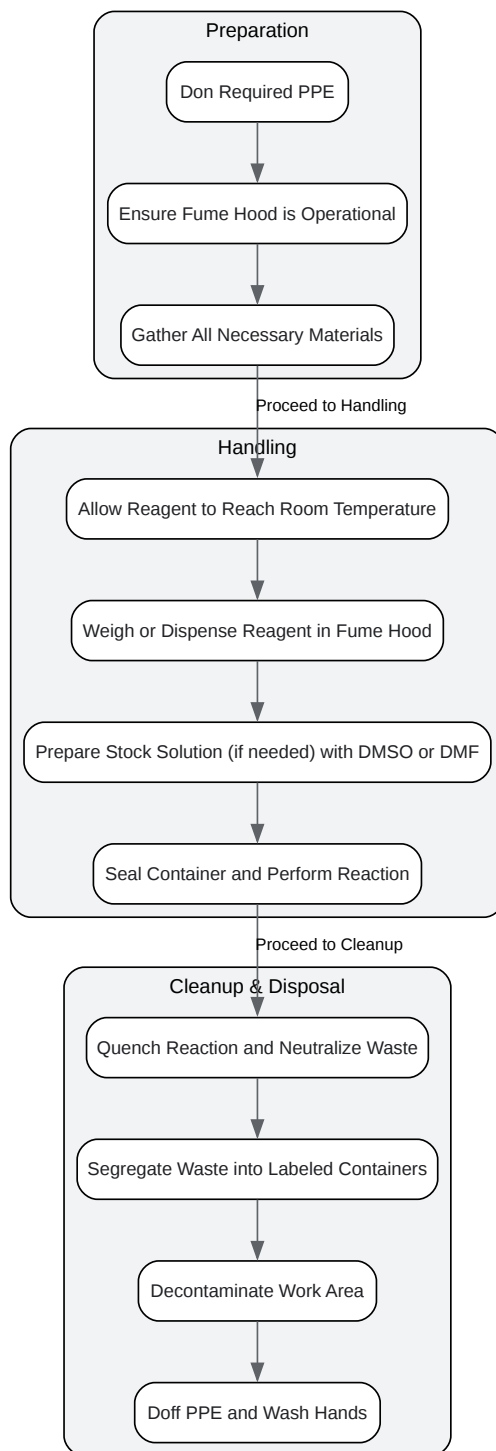 Preparation
Don Required PPE
Ensure Fume Hood is Operational
Gather All Necessary Materials
Proceed to Handling
Handling
Allow Reagent to Reach Room Temperature
Weigh or Dispense Reagent in Fume Hood
Prepare Stock Solution (if needed) with DMSO or DMF
Seal Container and Perform Reaction
Proceed to Cleanup
Cleanup & Disposal
Quench Reaction and Neutralize Waste
Segregate Waste into Labeled Containers
Decontaminate Work Area
Doff PPE and Wash Hands